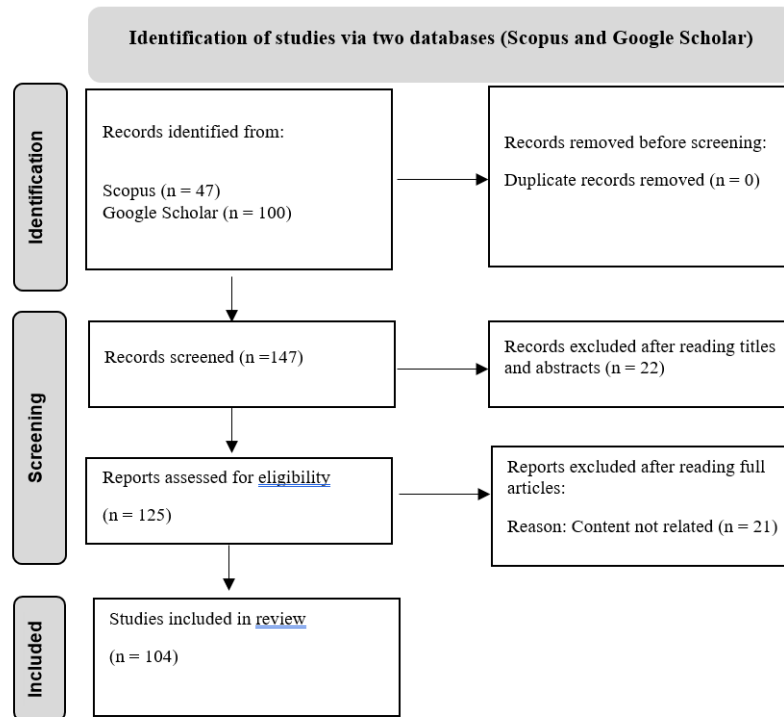 Identification of studies via two databases (Scopus and Google Scholar)
Identification
Records identified from:
Scopus (n = 47)
Google Scholar (n = 100)
Records removed before screening:
Duplicate records removed (n = 0)
Screening
Records screened (n =147)
Records excluded after reading titles
and abstracts (n = 22)
Reports assessed for eligibility
(n = 125)
Reports excluded after reading full
articles:
Reason: Content not related (n = 21)
Included
Studies included in review
(n = 104)